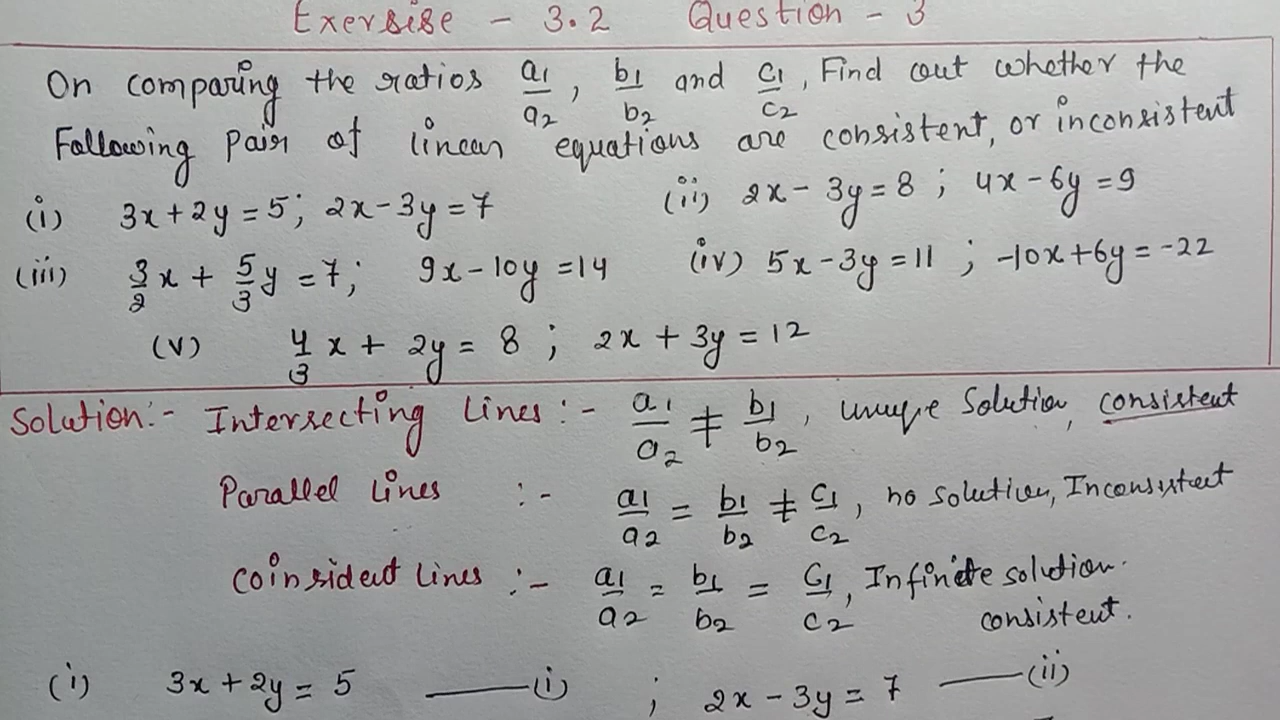 Exersise - 3.2 Question - 3
On comparing the ratios a1/a2, b1/b2 and c1/c2, Find out whether the
Following pair of linear equations are consistent, or inconsistent
(i) 3x + 2y = 5; 2x - 3y = 7 (ii) 2x - 3y = 8 ; 4x - 6y = 9
(iii) 3/2 x + 5/3 y = 7; 9x - 10y = 14 (iv) 5x - 3y = 11 ; -10x + 6y = -22
(V) 4/3 x + 2y = 8 ; 2x + 3y = 12
Solution:- Intersecting Lines:- a1/a2 ≠ b1/b2, unique Solution, consistent
Parallel Lines :- a1/a2 = b1/b2 ≠ c1/c2, no solution, Inconsistent
Coinsident Lines :- a1/a2 = b1/b2 = C1/C2, Infinite solution.
consistent.
(i) 3x + 2y = 5 —— (i) ; 2x - 3y = 7 —— (ii)